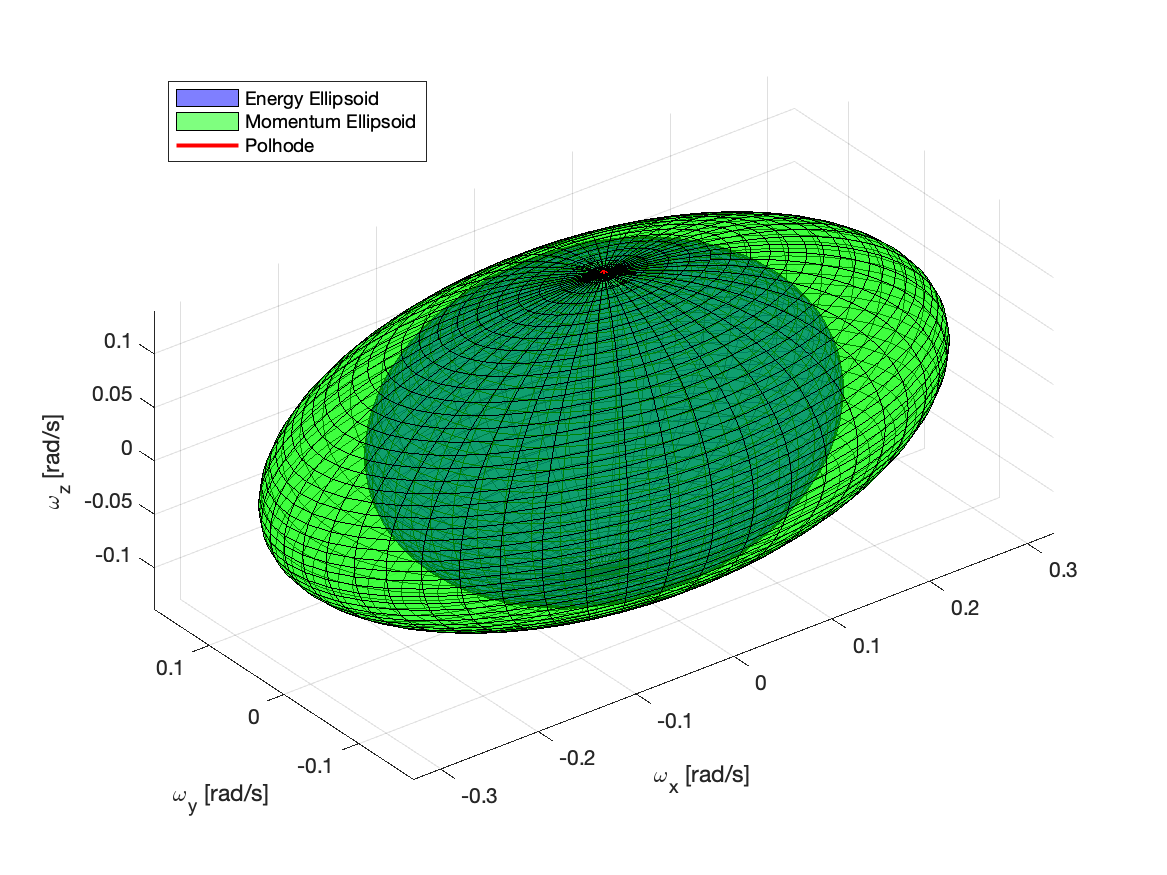 Energy Ellipsoid
Momentum Ellipsoid
Polhode
0.1
0.05
0
-0.05
-0.1
ω_z [rad/s]
0.1
0
-0.1
ω_y [rad/s]
-0.3
-0.2
-0.1
0
0.1
0.2
0.3
ω_x [rad/s]